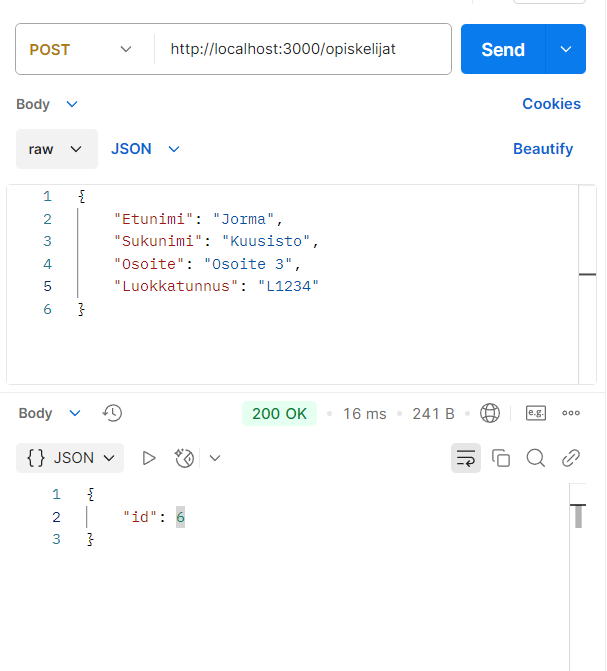 POST http://localhost:3000/opiskelijat Send
Body Cookies
raw JSON Beautify
1 {
2 "Etunimi": "Jorma",
3 "Sukunimi": "Kuusisto",
4 "Osoite": "Osoite 3",
5 "Luokkatunnus": "L1234"
6 }
Body 200 OK • 16 ms • 241 B • e.g.
{} JSON
1 {
2 "id": 6
3 }